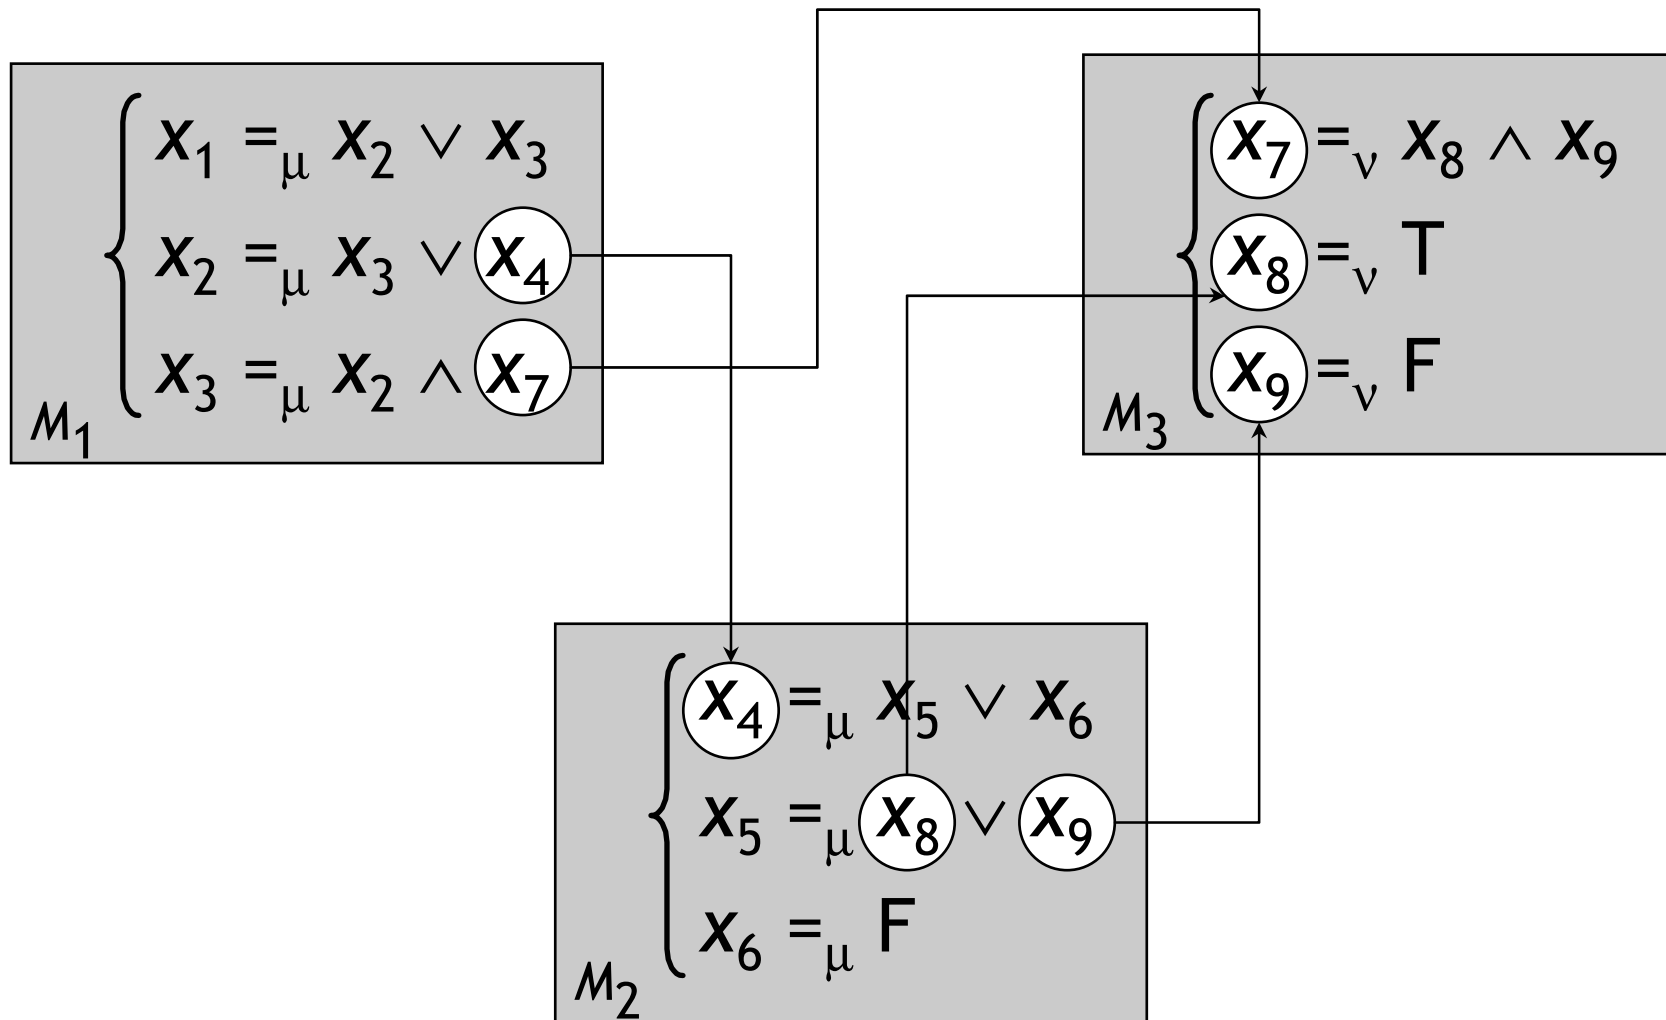 x₁ =μ x₂ ∨ x₃
x₂ =μ x₃ ∨ x₄
x₃ =μ x₂ ∧ x₇
M₁
x₇ =ν x₈ ∧ x₉
x₈ =ν T
x₉ =ν F
M₃
x₄ =μ x₅ ∨ x₆
x₅ =μ x₈ ∨ x₉
x₆ =μ F
M₂